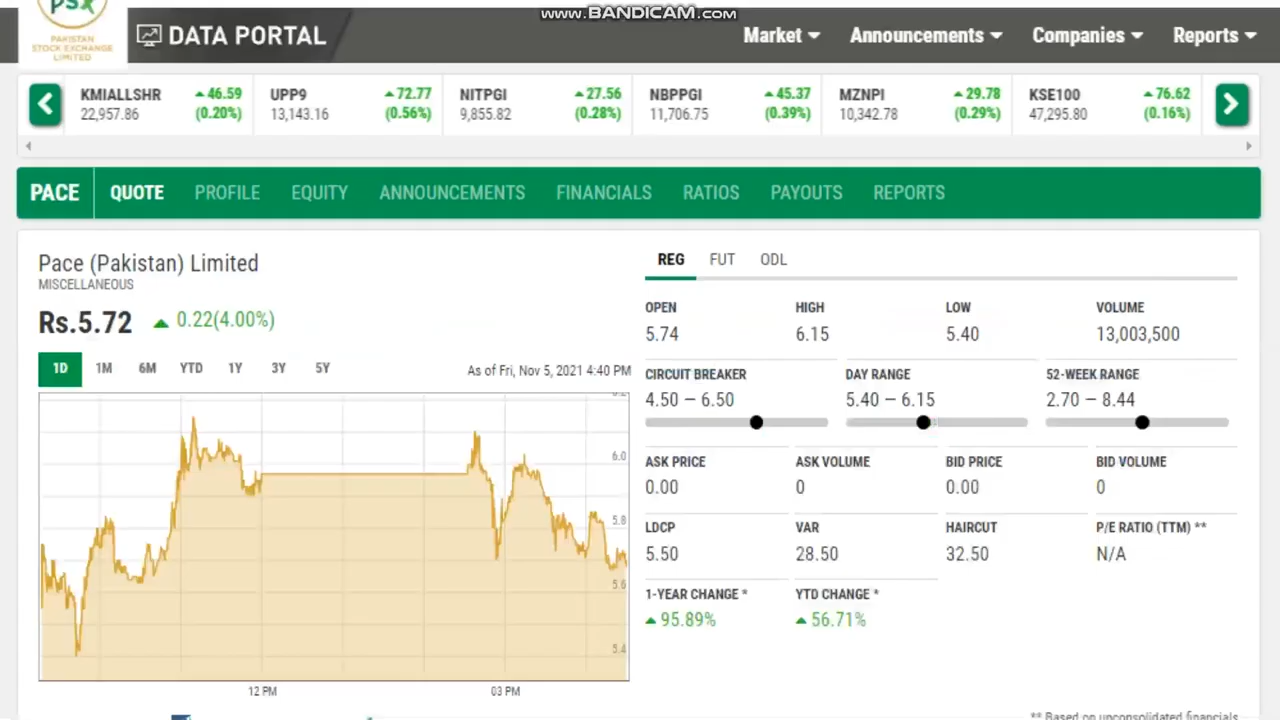 www.BANDICAM.com
PSX
PAKISTAN
STOCK EXCHANGE
LIMITED
DATA PORTAL
Market
Announcements
Companies
Reports
KMIALLSHR 46.59
22,957.86 (0.20%)
UPP9 72.77
13,143.16 (0.56%)
NITPGI 27.56
9,855.82 (0.28%)
NBPPGI 45.37
11,706.75 (0.39%)
MZNPI 29.78
10,342.78 (0.29%)
KSE100 76.62
47,295.80 (0.16%)
PACE QUOTE PROFILE EQUITY ANNOUNCEMENTS FINANCIALS RATIOS PAYOUTS REPORTS
Pace (Pakistan) Limited
MISCELLANEOUS
Rs.5.72 0.22(4.00%)
1D 1M 6M YTD 1Y 3Y 5Y
As of Fri, Nov 5, 2021 4:40 PM
6.0
5.8
5.6
5.4
12 PM 03 PM
REG FUT ODL
OPEN HIGH LOW VOLUME
5.74 6.15 5.40 13,003,500
CIRCUIT BREAKER DAY RANGE 52-WEEK RANGE
4.50 — 6.50 5.40 — 6.15 2.70 — 8.44
ASK PRICE ASK VOLUME BID PRICE BID VOLUME
0.00 0 0.00 0
LDCP VAR HAIRCUT P/E RATIO (TTM) **
5.50 28.50 32.50 N/A
1-YEAR CHANGE * YTD CHANGE *
95.89% 56.71%
** Based on unconsolidated financials